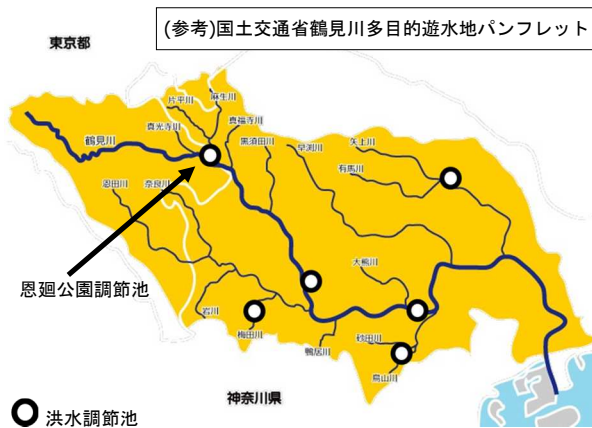 (参考)国土交通省鶴見川多目的遊水地パンフレット
東京都
片平川
麻生川
真光寺川
真福寺川
黒須田川
早渕川
矢上川
鶴見川
有馬川
恩田川
奈良川
大熊川
恩廻公園調節池
岩川
梅田川
鴨居川
砂田川
鳥山川
神奈川県
洪水調節池